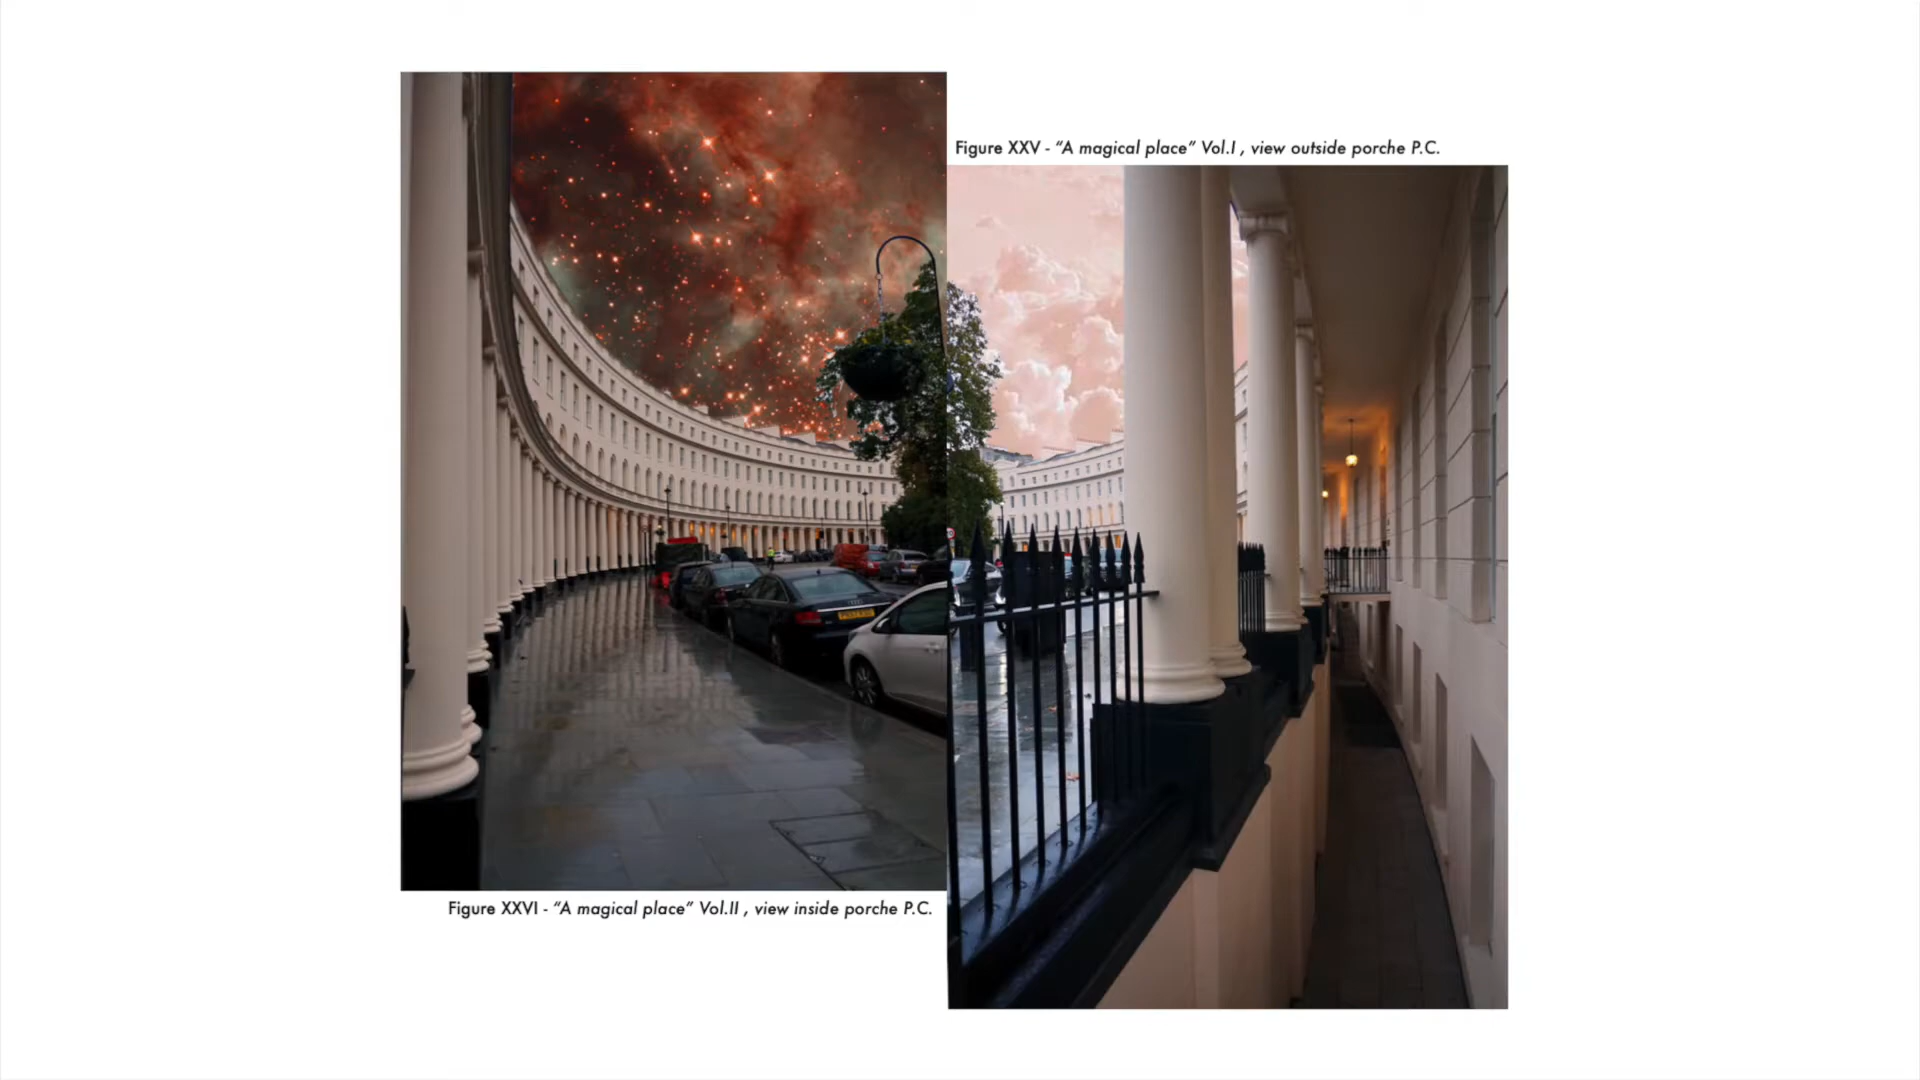 Figure XXV - “A magical place” Vol.I , view outside porche P.C.
Figure XXVI - “A magical place” Vol.II , view inside porche P.C.